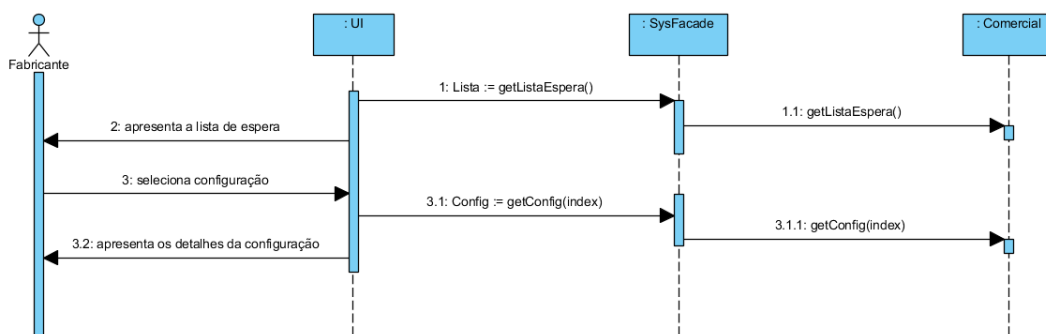 : UI
: SysFacade
: Comercial
Fabricante
1: Lista := getListaEspera()
1.1: getListaEspera()
2: apresenta a lista de espera
3: seleciona configuração
3.1: Config := getConfig(index)
3.1.1: getConfig(index)
3.2: apresenta os detalhes da configuração